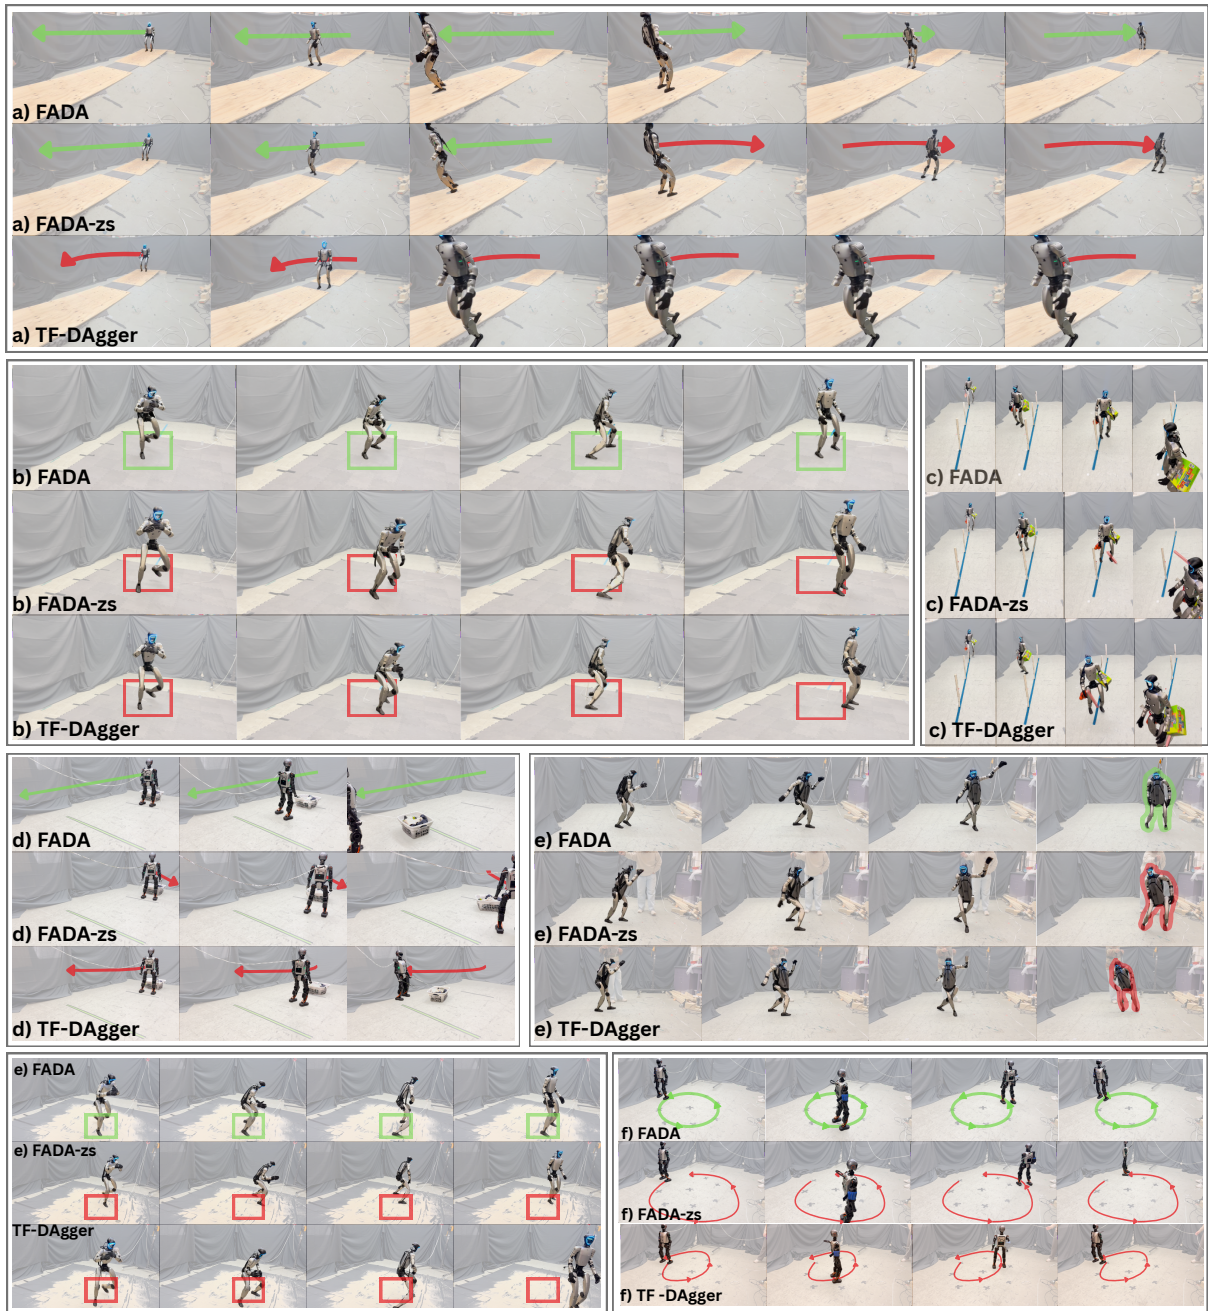 a) FADA
a) FADA-zs
a) TF-DAgger
b) FADA
b) FADA-zs
b) TF-DAgger
c) FADA
c) FADA-zs
c) TF-DAgger
d) FADA
d) FADA-zs
d) TF-DAgger
e) FADA
e) FADA-zs
e) TF-DAgger
e) FADA
e) FADA-zs
TF-DAgger
f) FADA
f) FADA-zs
f) TF -DAgger